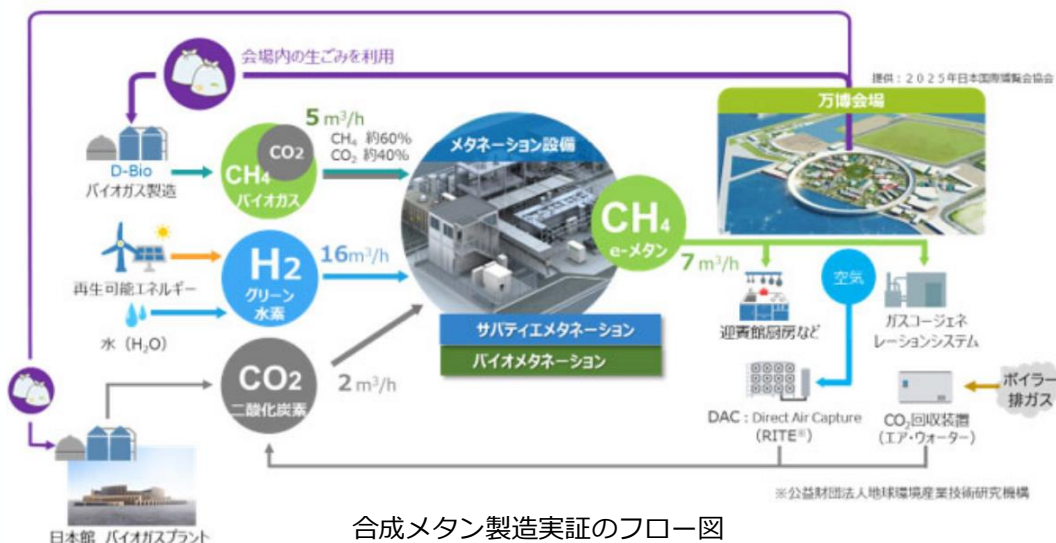 会場内の生ごみを利用
提供：２０２５年日本国際博覧会協会
万博会場
5 m³/h
CH₄ 約60%
CO₂ 約40%
メタネーション設備
CO₂
CH₄
バイオガス
D-Bio
バイオガス製造
CH₄
e-メタン
7 m³/h
H2
グリーン
水素
16m³/h
再生可能エネルギー
水（H₂O）
空気
迎賓館厨房など
ガスコージェネ
レーションシステム
サバティエメタネーション
バイオメタネーション
CO₂
二酸化炭素
2 m³/h
DAC：Direct Air Capture
（RITE※）
CO₂回収装置
（エア・ウォーター）
ボイラー
排ガス
※公益財団法人地球環境産業技術研究機構
日本館 バイオガスプラント
合成メタン製造実証のフロー図